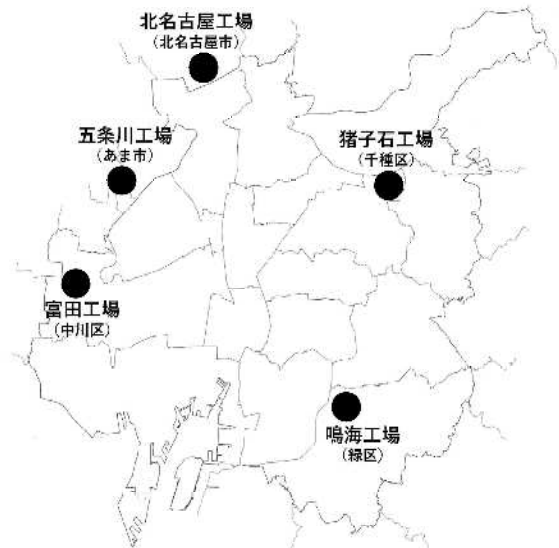 北名古屋工場
（北名古屋市）
五条川工場
（あま市）
猪子石工場
（千種区）
富田工場
（中川区）
鳴海工場
（緑区）